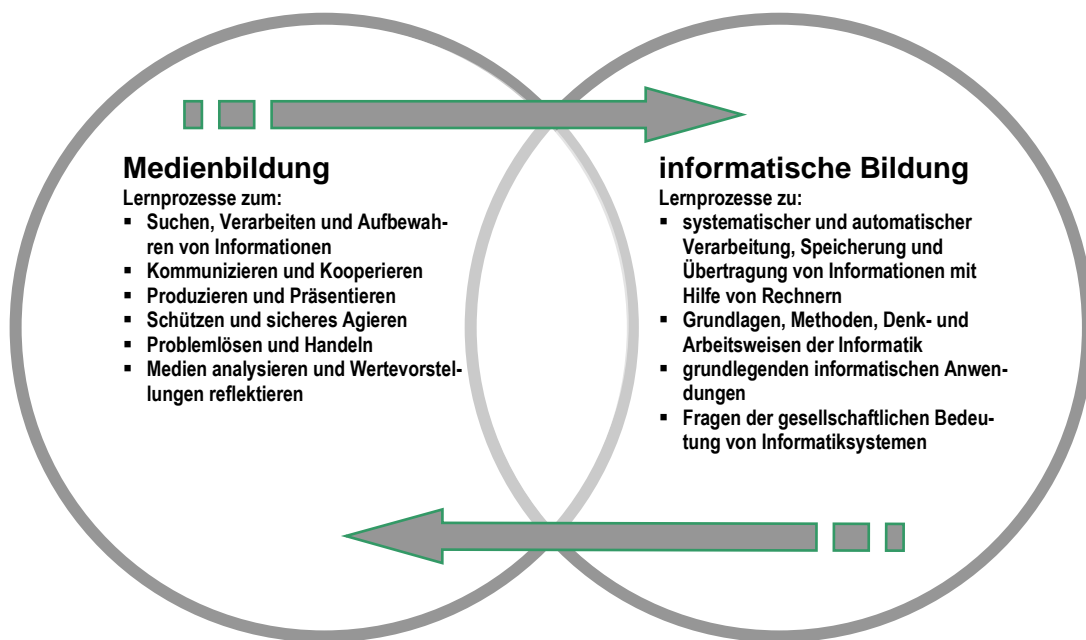 Medienbildung
Lernprozesse zum:
▪ Suchen, Verarbeiten und Aufbewah-
ren von Informationen
▪ Kommunizieren und Kooperieren
▪ Produzieren und Präsentieren
▪ Schützen und sicheres Agieren
▪ Problemlösen und Handeln
▪ Medien analysieren und Wertevorstel-
lungen reflektieren
informatische Bildung
Lernprozesse zu:
▪ systematischer und automatischer
Verarbeitung, Speicherung und
Übertragung von Informationen mit
Hilfe von Rechnern
▪ Grundlagen, Methoden, Denk- und
Arbeitsweisen der Informatik
▪ grundlegenden informatischen Anwen-
dungen
▪ Fragen der gesellschaftlichen Bedeu-
tung von Informatiksystemen